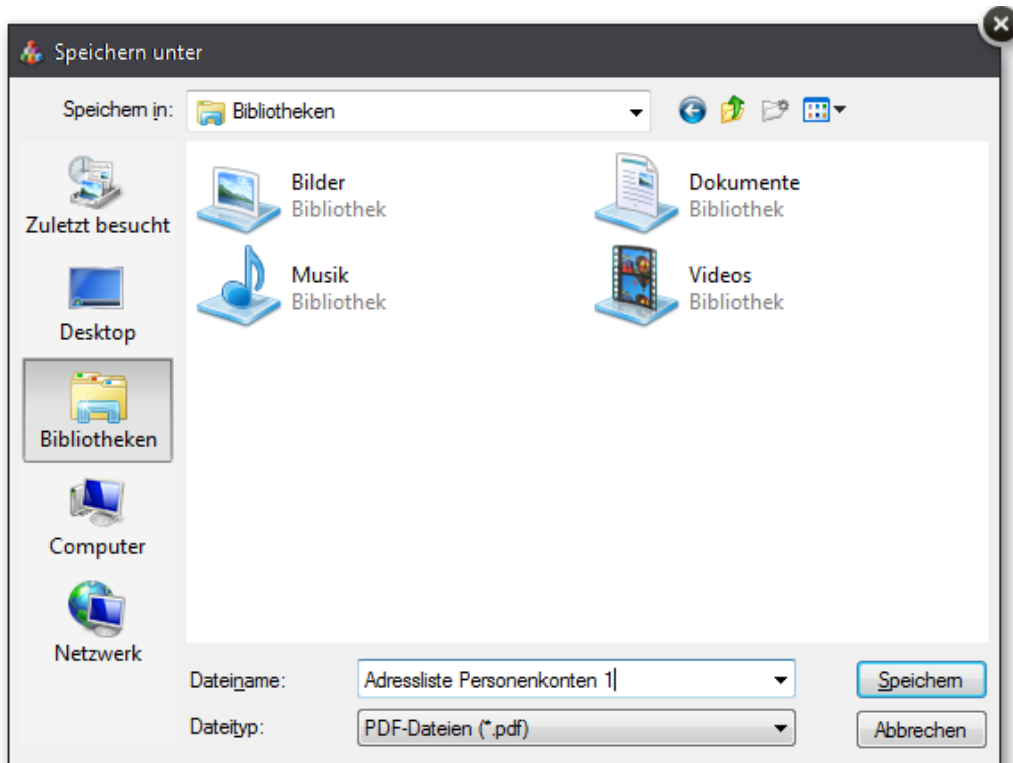 Speichern unter
Speichern in:
Bibliotheken
Zuletzt besucht
Desktop
Bibliotheken
Computer
Netzwerk
Bilder
Bibliothek
Dokumente
Bibliothek
Musik
Bibliothek
Videos
Bibliothek
Dateiname:
Adressliste Personenkonten 1
Speichern
Dateityp:
PDF-Dateien (*.pdf)
Abbrechen